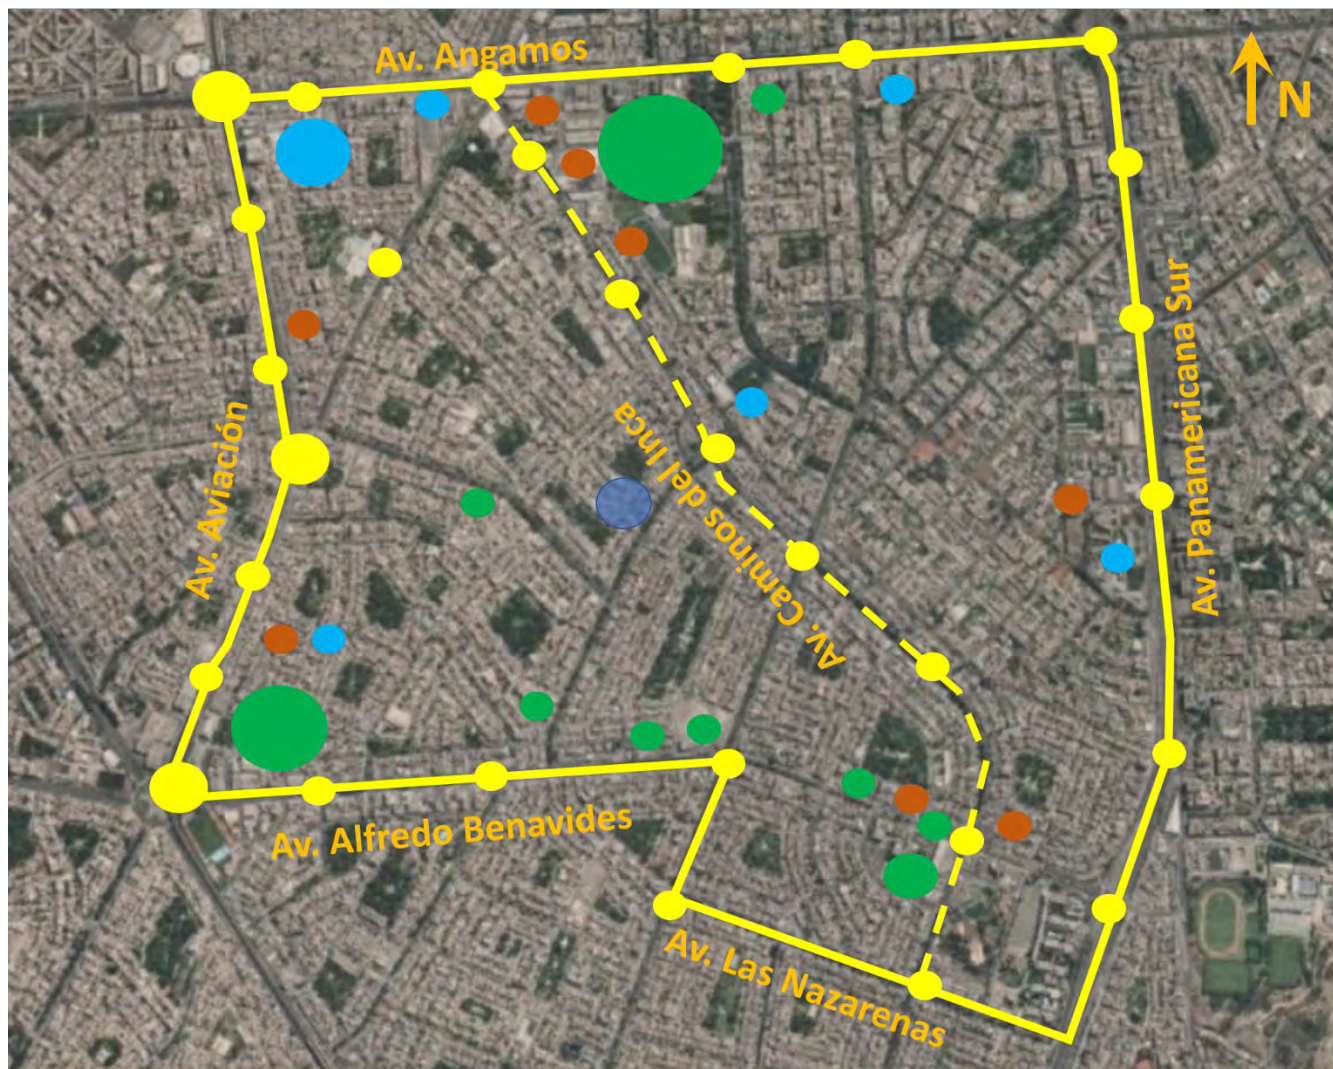 Av. Angamos
N
Av. Panamericana Sur
Av. Caminos del Inca
Av. Aviación
Av. Alfredo Benavides
Av. Las Nazarenas